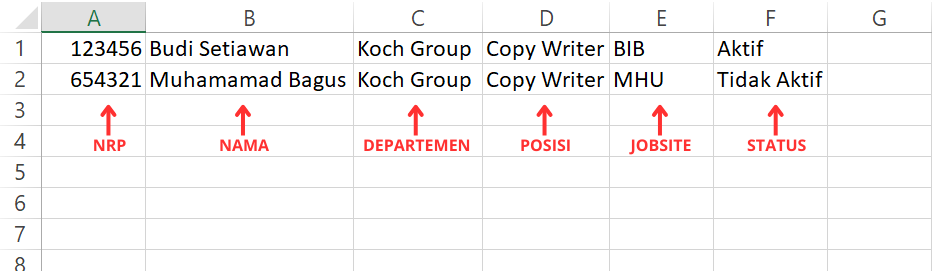 A B C D E F G
1 123456 Budi Setiawan Koch Group Copy Writer BIB Aktif
2 654321 Muhamamad Bagus Koch Group Copy Writer MHU Tidak Aktif
3
4 NRP NAMA DEPARTEMEN POSISI JOBSITE STATUS
5
6
7
8